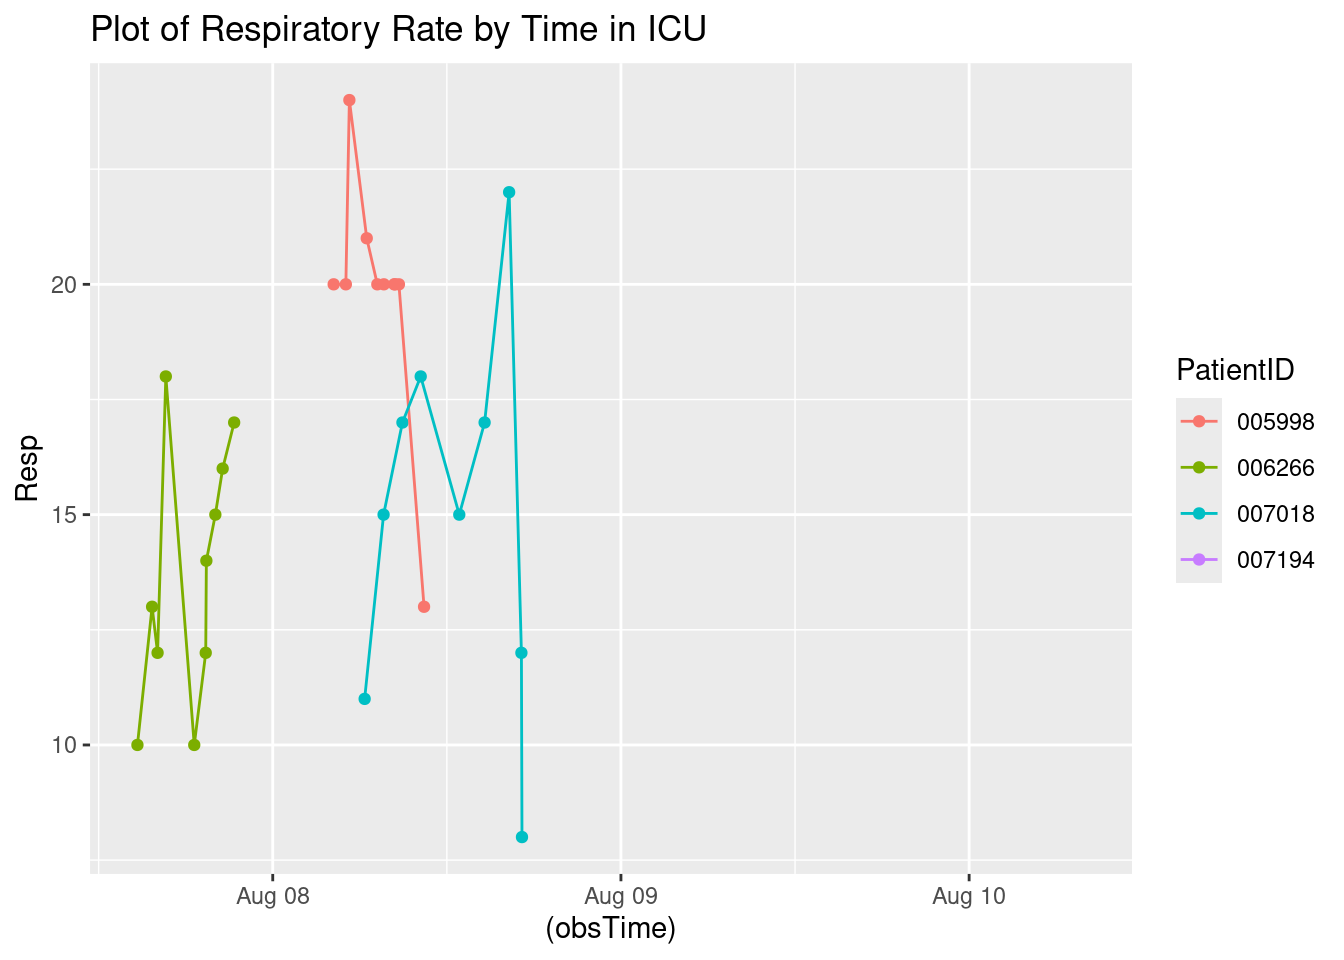 Plot of Respiratory Rate by Time in ICU
Resp
20
15
10
Aug 08
Aug 09
Aug 10
(obsTime)
PatientID
005998
006266
007018
007194